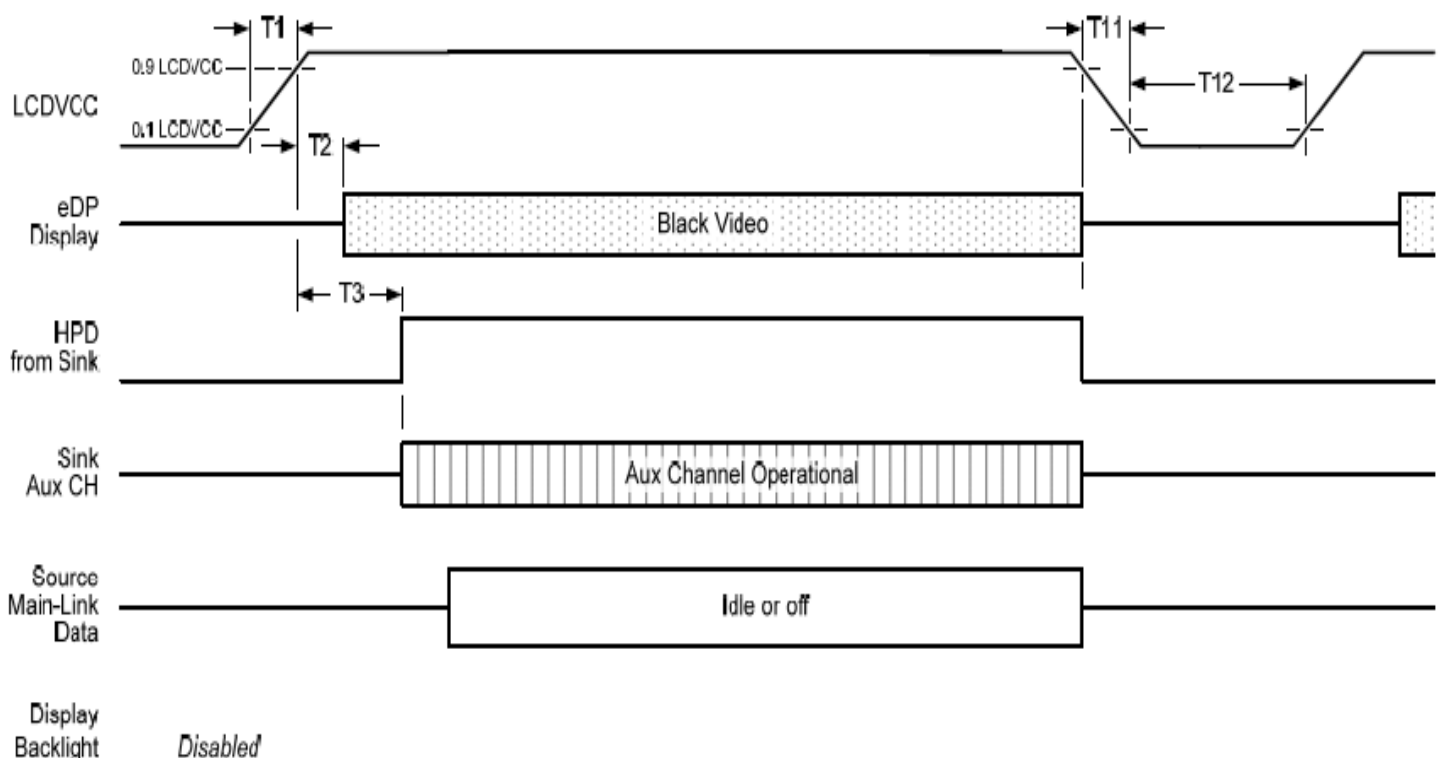 T1
T11
0.9 LCDVCC
T12
LCDVCC
0.1 LCDVCC
T2
eDP
Display
Black Video
T3
HPD
from Sink
Sink
Aux CH
Aux Channel Operational
Source
Main-Link
Data
Idle or off
Display
Backlight
Disabled